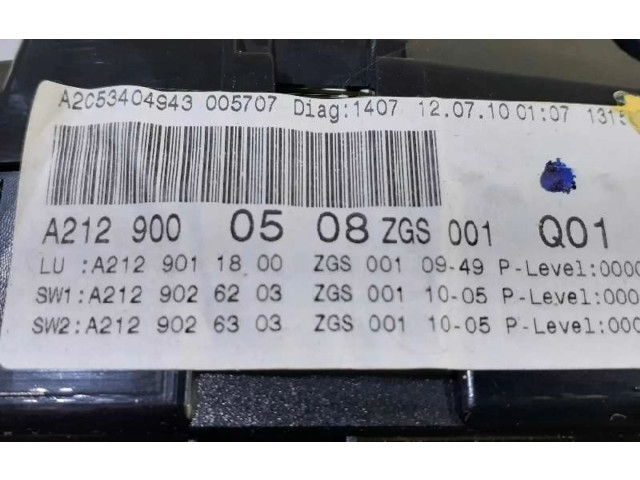 A2C53404943 005707 Diag:1407 12.07.10 01:07 1315
A212 900 05 08 ZGS 001 Q01
LU :A212 901 18 00 ZGS 001 09-49 P-Level:0000
SW1:A212 902 62 03 ZGS 001 10-05 P-Level:000
SW2:A212 902 63 03 ZGS 001 10-05 P-Level:000